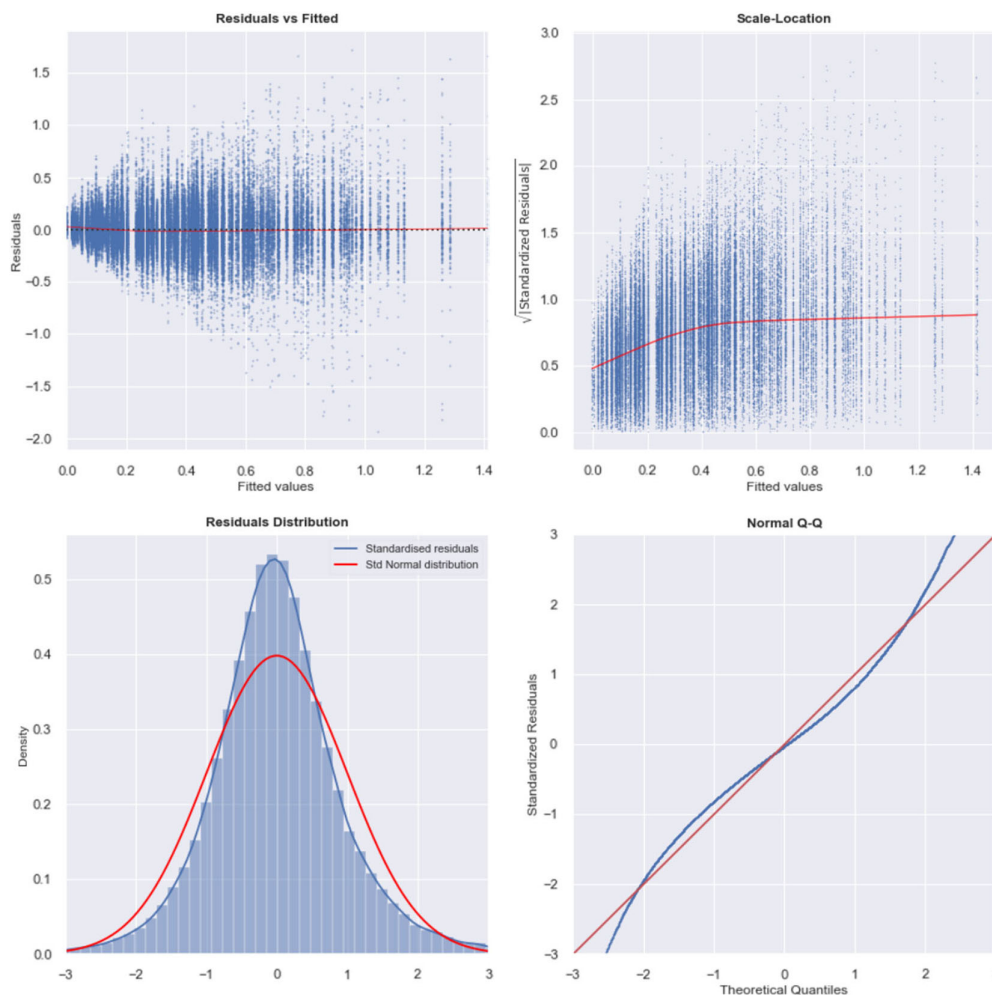 Residuals vs Fitted
1.5
1.0
0.5
0.0
−0.5
−1.0
−1.5
−2.0
Residuals
0.0 0.2 0.4 0.6 0.8 1.0 1.2 1.4
Fitted values
Scale-Location
3.0
2.5
2.0
1.5
1.0
0.5
0.0
√|Standardized Residuals|
0.0 0.2 0.4 0.6 0.8 1.0 1.2 1.4
Fitted values
Residuals Distribution
Standardised residuals
Std Normal distribution
0.5
0.4
0.3
0.2
0.1
0.0
Density
−3 −2 −1 0 1 2 3
Normal Q-Q
3
2
1
0
−1
−2
−3
Standardized Residuals
−3 −2 −1 0 1 2
Theoretical Quantiles